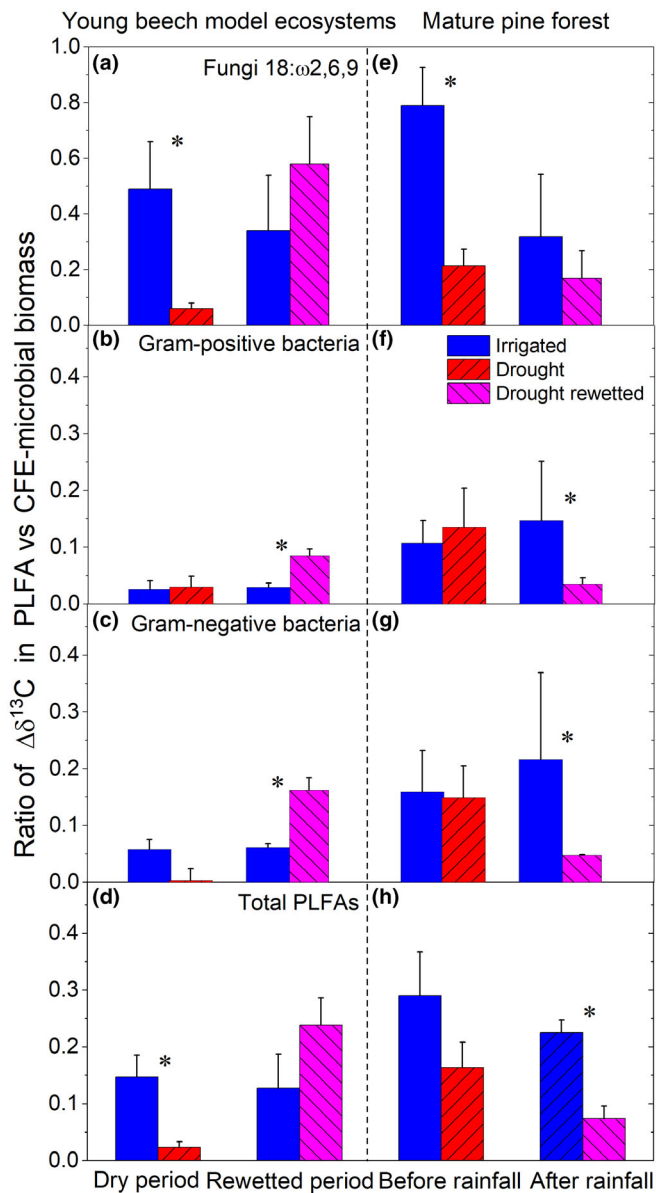 Young beech model ecosystems
Mature pine forest
Ratio of Δδ¹³C in PLFA vs CFE-microbial biomass
(a)
Fungi 18:ω2,6,9
1.0
0.8
0.6
0.4
0.2
0.0
*
(e)
*
(b)
Gram-positive bacteria
0.4
0.3
0.2
0.1
0.0
*
(f)
Irrigated
Drought
Drought rewetted
*
(c)
Gram-negative bacteria
0.4
0.3
0.2
0.1
0.0
*
(g)
*
(d)
Total PLFAs
0.4
0.3
0.2
0.1
0.0
*
(h)
*
Dry period
Rewetted period
Before rainfall
After rainfall